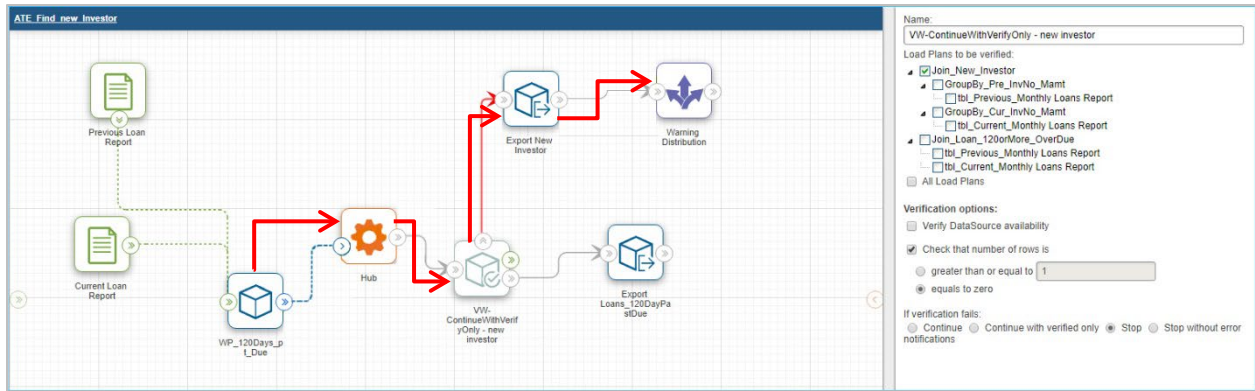 ATE_Find_new_Investor
Previous Loan
Report
Current Loan
Report
WP_120Days_p
t_Due
Hub
VW-
ContinueWithVerif
yOnly - new
investor
Export New
Investor
Warning
Distribution
Export
Loans_120DayPa
stDue
Name:
VW-ContinueWithVerifyOnly - new investor
Load Plans to be verified:
Join_New_Investor
GroupBy_Pre_InvNo_Mamt
tbl_Previous_Monthly Loans Report
GroupBy_Cur_InvNo_Mamt
tbl_Current_Monthly Loans Report
Join_Loan_120orMore_OverDue
tbl_Previous_Monthly Loans Report
tbl_Current_Monthly Loans Report
All Load Plans
Verification options:
Verify DataSource availability
Check that number of rows is
greater than or equal to 1
equals to zero
If verification fails:
Continue Continue with verified only Stop Stop without error
notifications